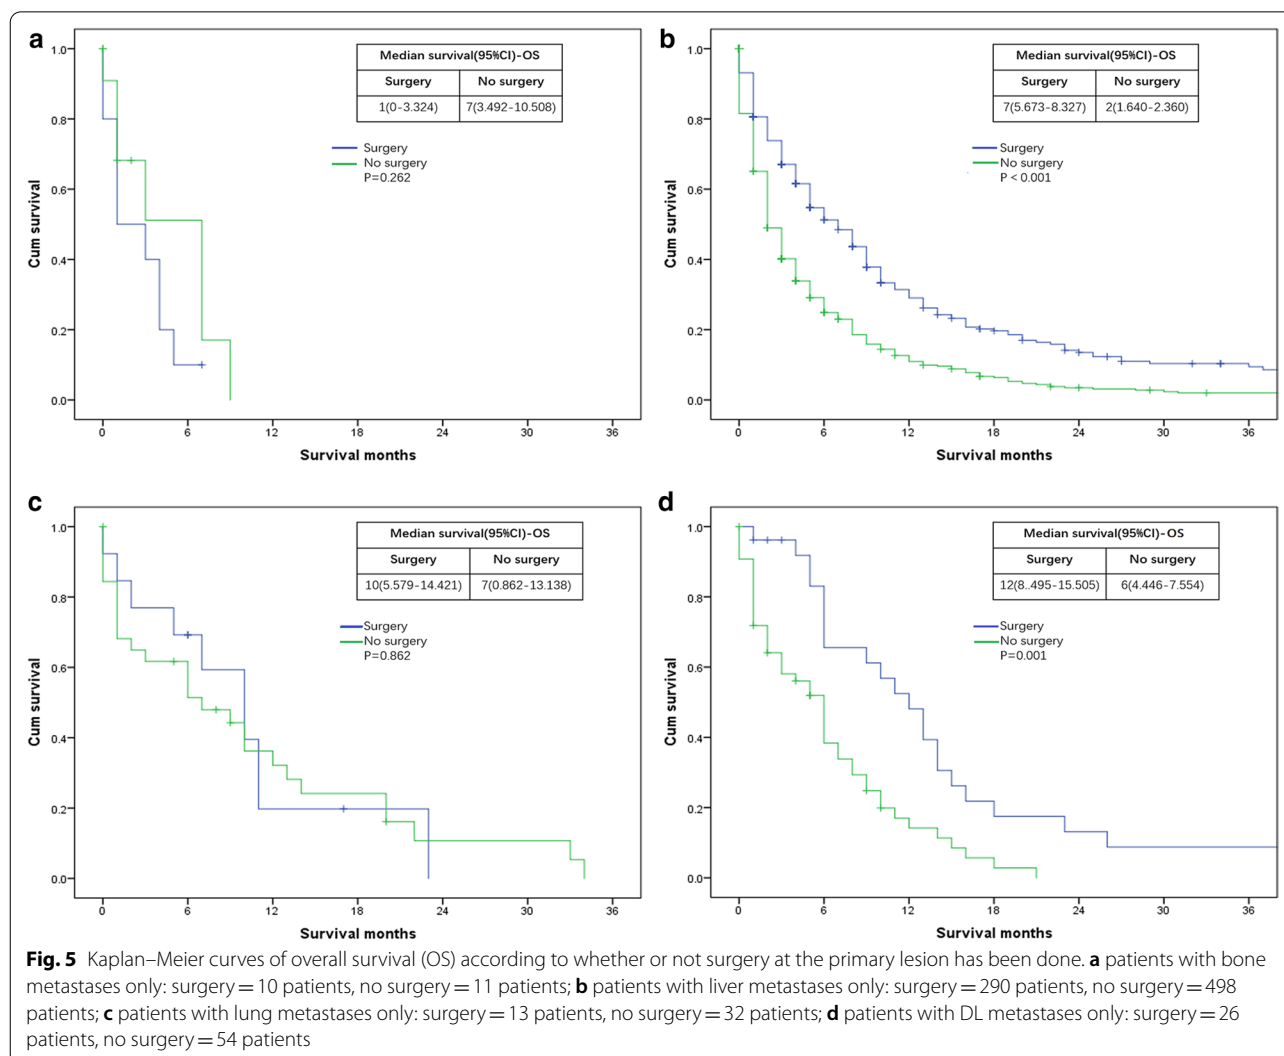 a
Median survival(95%CI)-OS
Surgery No surgery
1(0-3.324) 7(3.492-10.508)
Surgery
No surgery
P=0.262
Cum survival
1.0
0.8
0.6
0.4
0.2
0.0
0 6 12 18 24 30 36
Survival months
b
Median survival(95%CI)-OS
Surgery No surgery
7(5.673-8.327) 2(1.640-2.360)
Surgery
No surgery
P < 0.001
Cum survival
1.0
0.8
0.6
0.4
0.2
0.0
0 6 12 18 24 30 36
Survival months
c
Median survival(95%CI)-OS
Surgery No surgery
10(5.579-14.421) 7(0.862-13.138)
Surgery
No surgery
P=0.862
Cum survival
1.0
0.8
0.6
0.4
0.2
0.0
0 6 12 18 24 30 36
Survival months
d
Median survival(95%CI)-OS
Surgery No surgery
12(8..495-15.505) 6(4.446-7.554)
Surgery
No surgery
P=0.001
Cum survival
1.0
0.8
0.6
0.4
0.2
0.0
0 6 12 18 24 30 36
Survival months
Fig. 5 Kaplan–Meier curves of overall survival (OS) according to whether or not surgery at the primary lesion has been done. a patients with bone
metastases only: surgery = 10 patients, no surgery = 11 patients; b patients with liver metastases only: surgery = 290 patients, no surgery = 498
patients; c patients with lung metastases only: surgery = 13 patients, no surgery = 32 patients; d patients with DL metastases only: surgery = 26
patients, no surgery = 54 patients